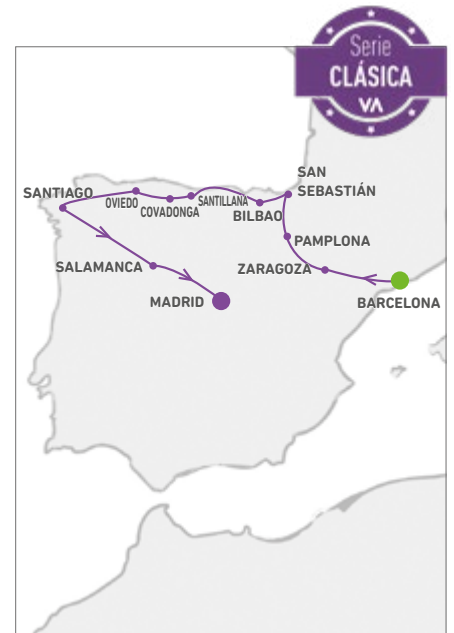 Serie
CLÁSICA
VA
SAN
SEBASTIÁN
SANTIAGO
OVIEDO
COVADONGA
SANTILLANA
BILBAO
PAMPLONA
SALAMANCA
ZARAGOZA
MADRID
BARCELONA